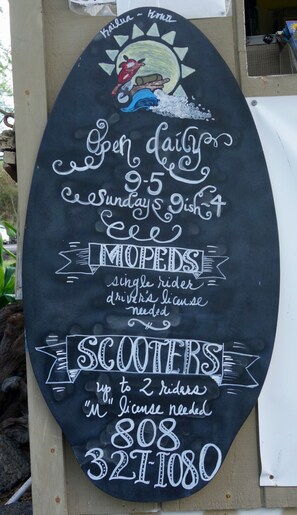 Kailua - Kona
Open daily
9-5
Sundays 9ish-4
MOPEDS
single rider
driver's license
needed
SCOOTERS
up to 2 riders
"M" license needed
808
327-1080